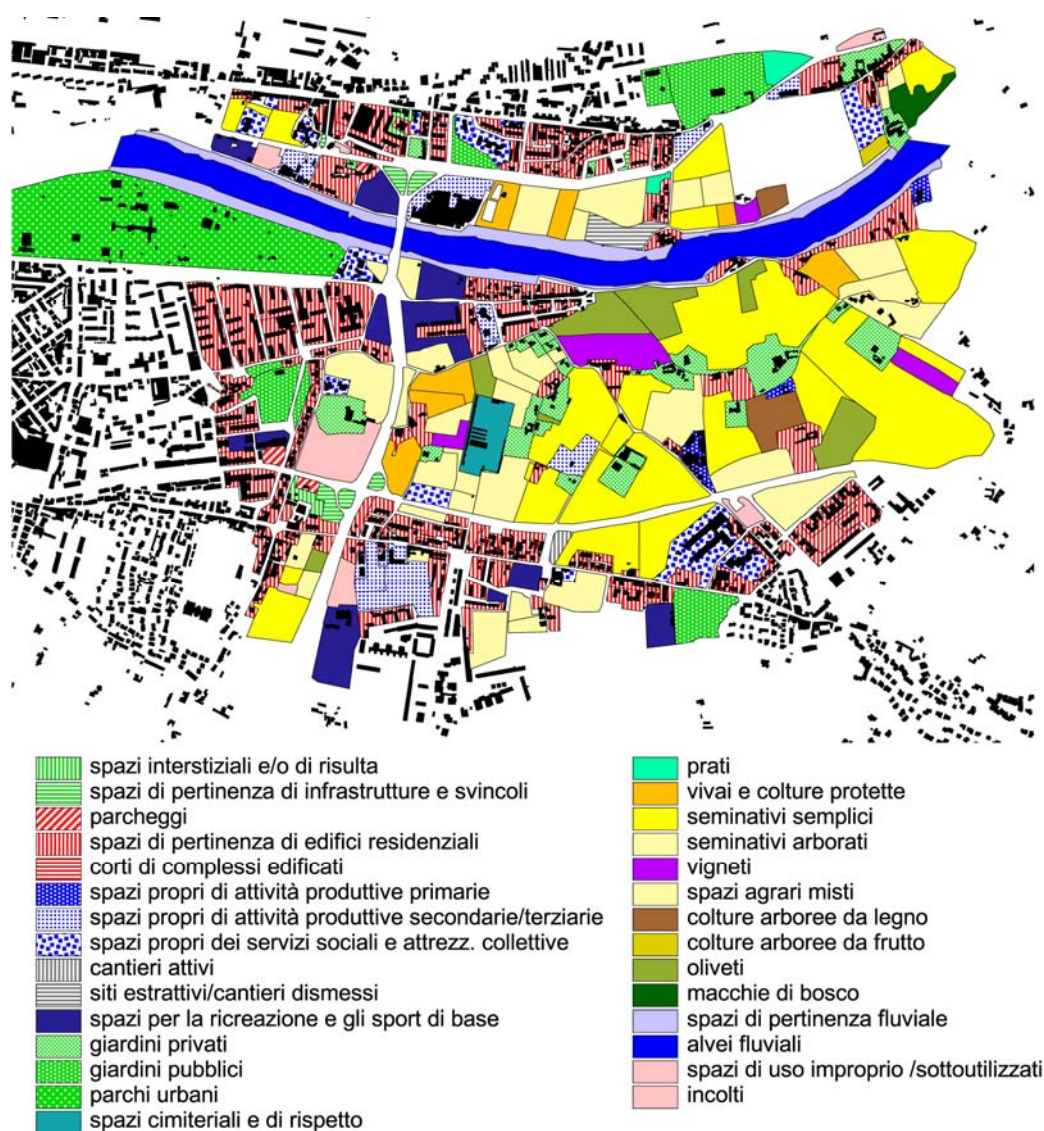 spazi interstiziali e/o di risulta
spazi di pertinenza di infrastrutture e svincoli
parcheggi
spazi di pertinenza di edifici residenziali
corti di complessi edificati
spazi propri di attività produttive primarie
spazi propri di attività produttive secondarie/terziarie
spazi propri dei servizi sociali e attrezz. collettive
cantieri attivi
siti estrattivi/cantieri dismessi
spazi per la ricreazione e gli sport di base
giardini privati
giardini pubblici
parchi urbani
spazi cimiteriali e di rispetto
prati
vivai e colture protette
seminativi semplici
seminativi arborati
vigneti
spazi agrari misti
colture arboree da legno
colture arboree da frutto
oliveti
macchie di bosco
spazi di pertinenza fluviale
alvei fluviali
spazi di uso improprio /sottoutilizzati
incolti